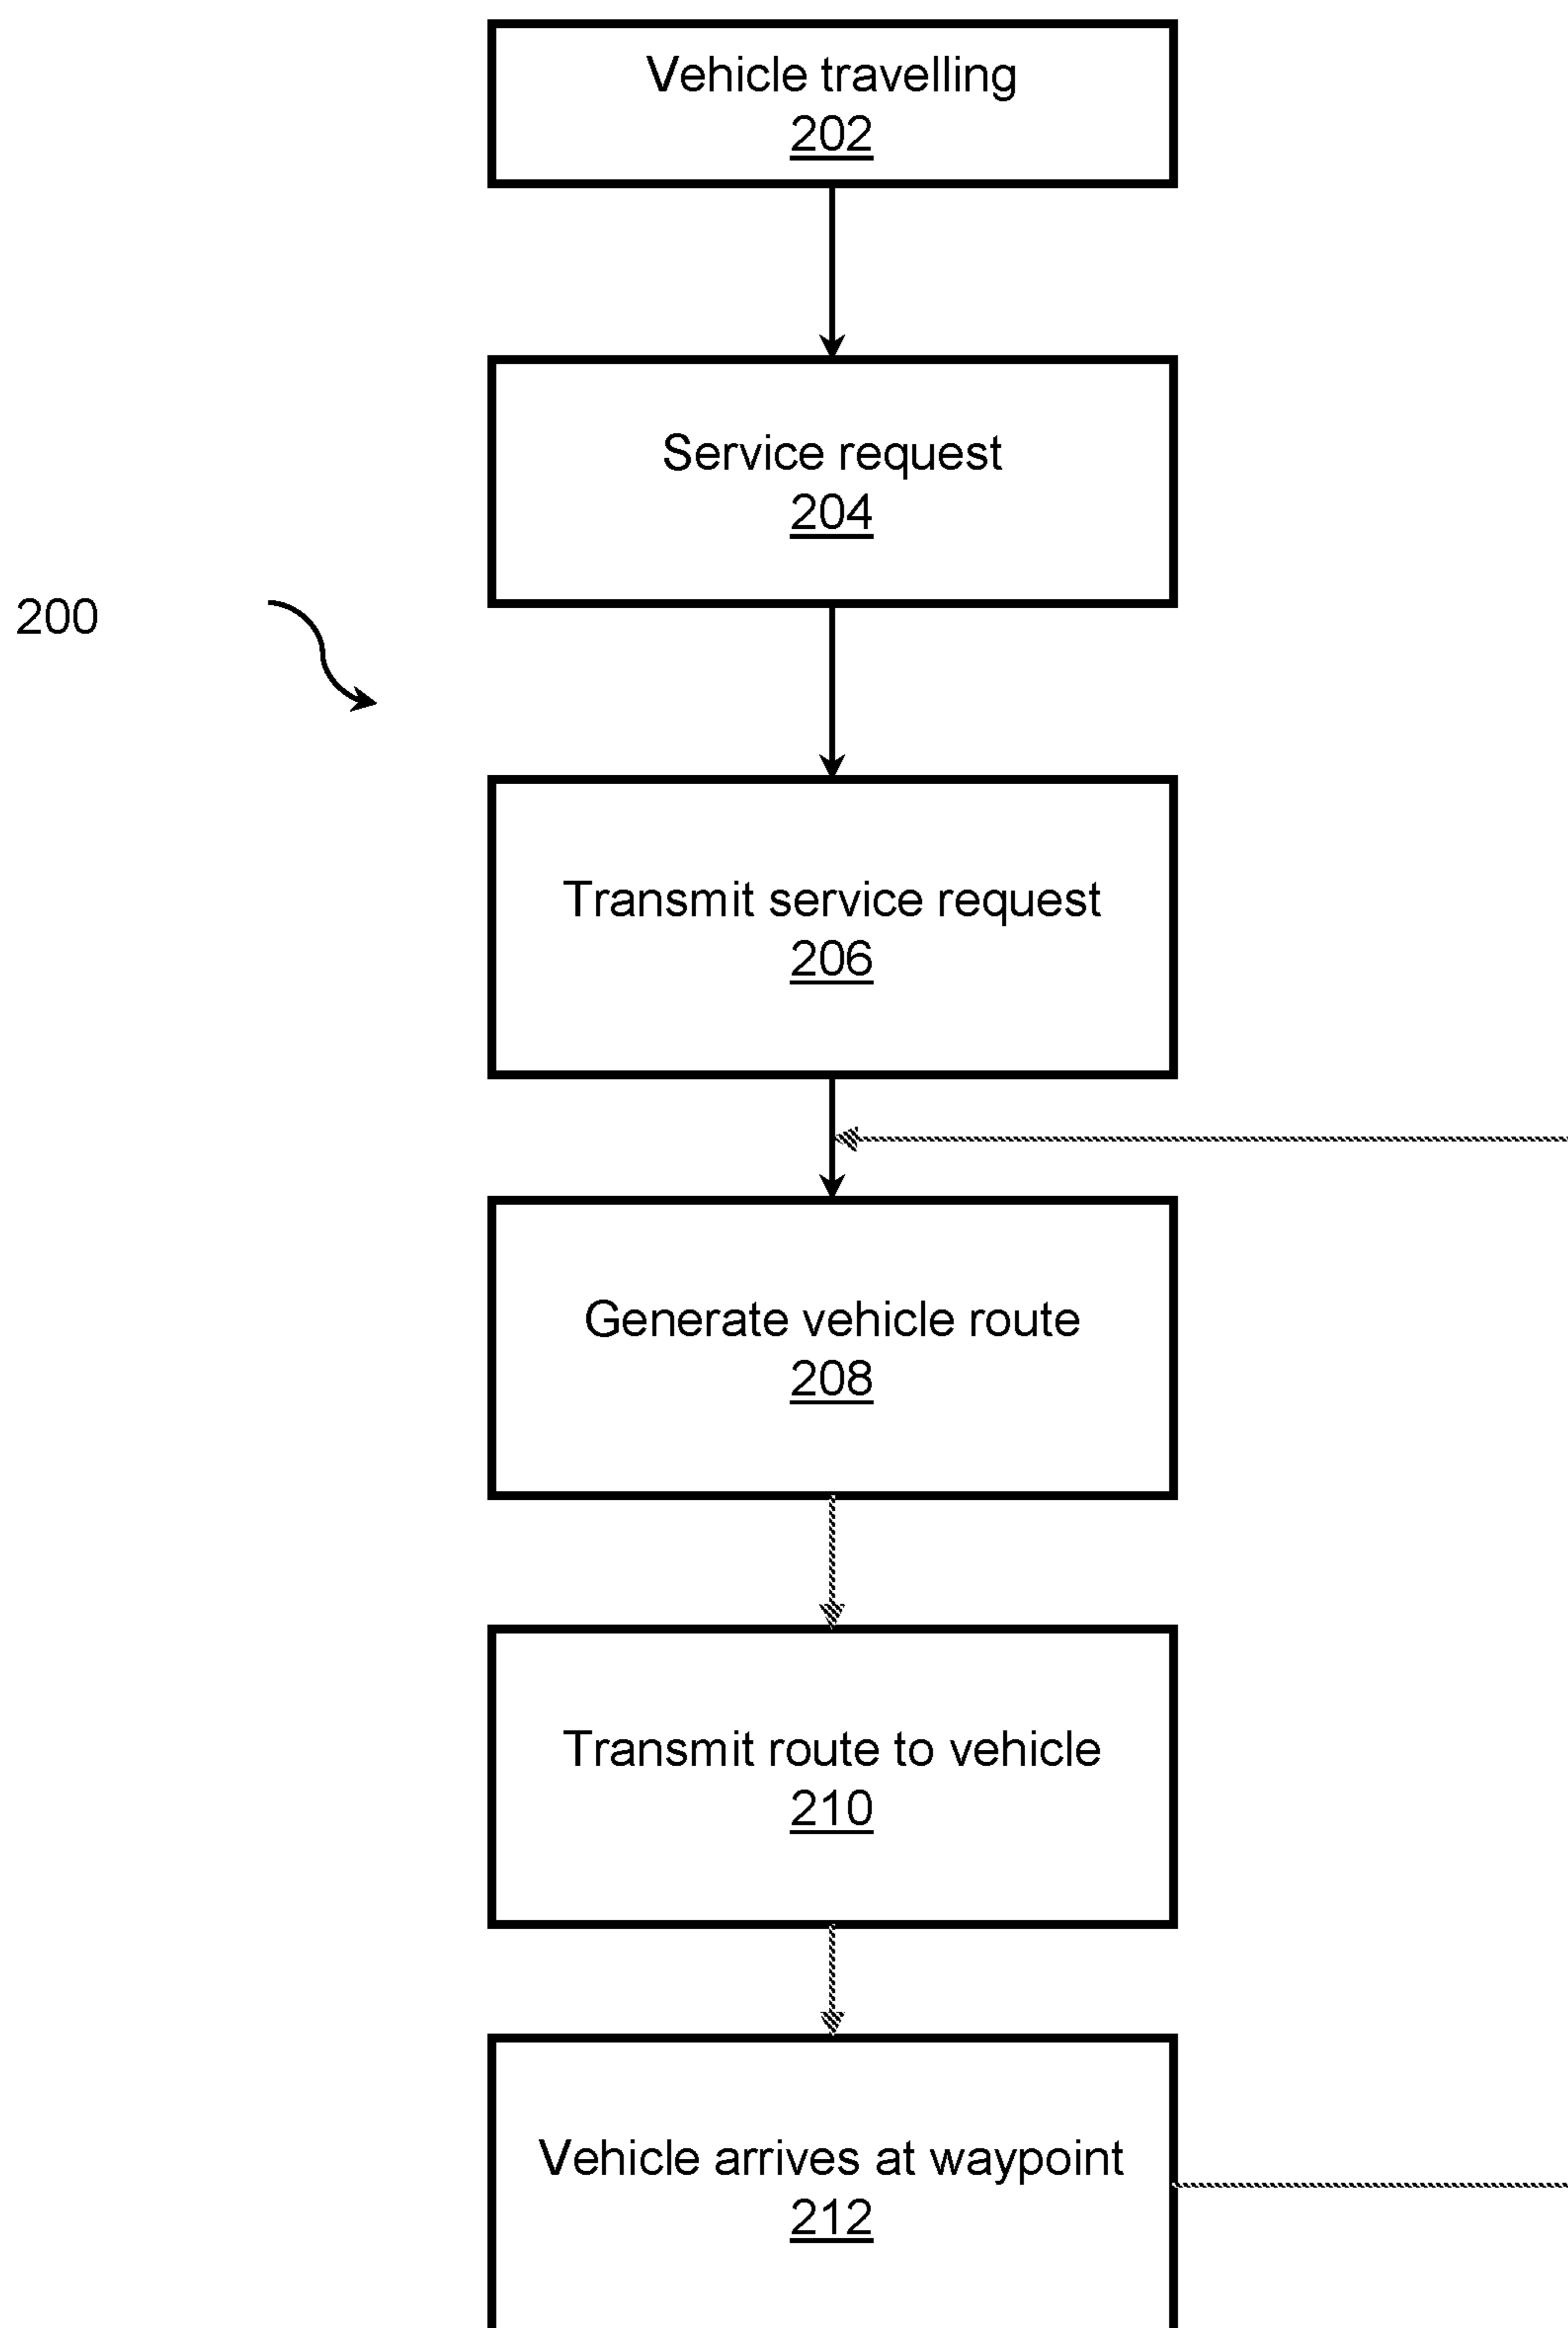 Vehicle travelling
202
Service request
204
200
Transmit service request
206
Generate vehicle route
208
Transmit route to vehicle
210
Vehicle arrives at waypoint
212